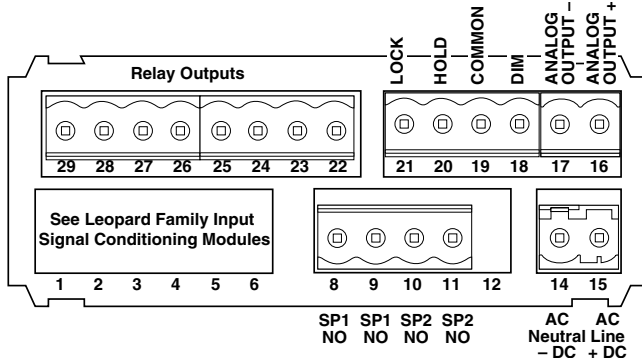 LOCK
HOLD
COMMON
DIM
ANALOG
OUTPUT –
ANALOG
OUTPUT +
Relay Outputs
29 28 27 26 25 24 23 22
21 20 19 18 17 16
See Leopard Family Input
Signal Conditioning Modules
1 2 3 4 5 6
8 9 10 11 12
14 15
SP1 SP1 SP2 SP2
NO NO NO NO
AC AC
Neutral Line
– DC + DC